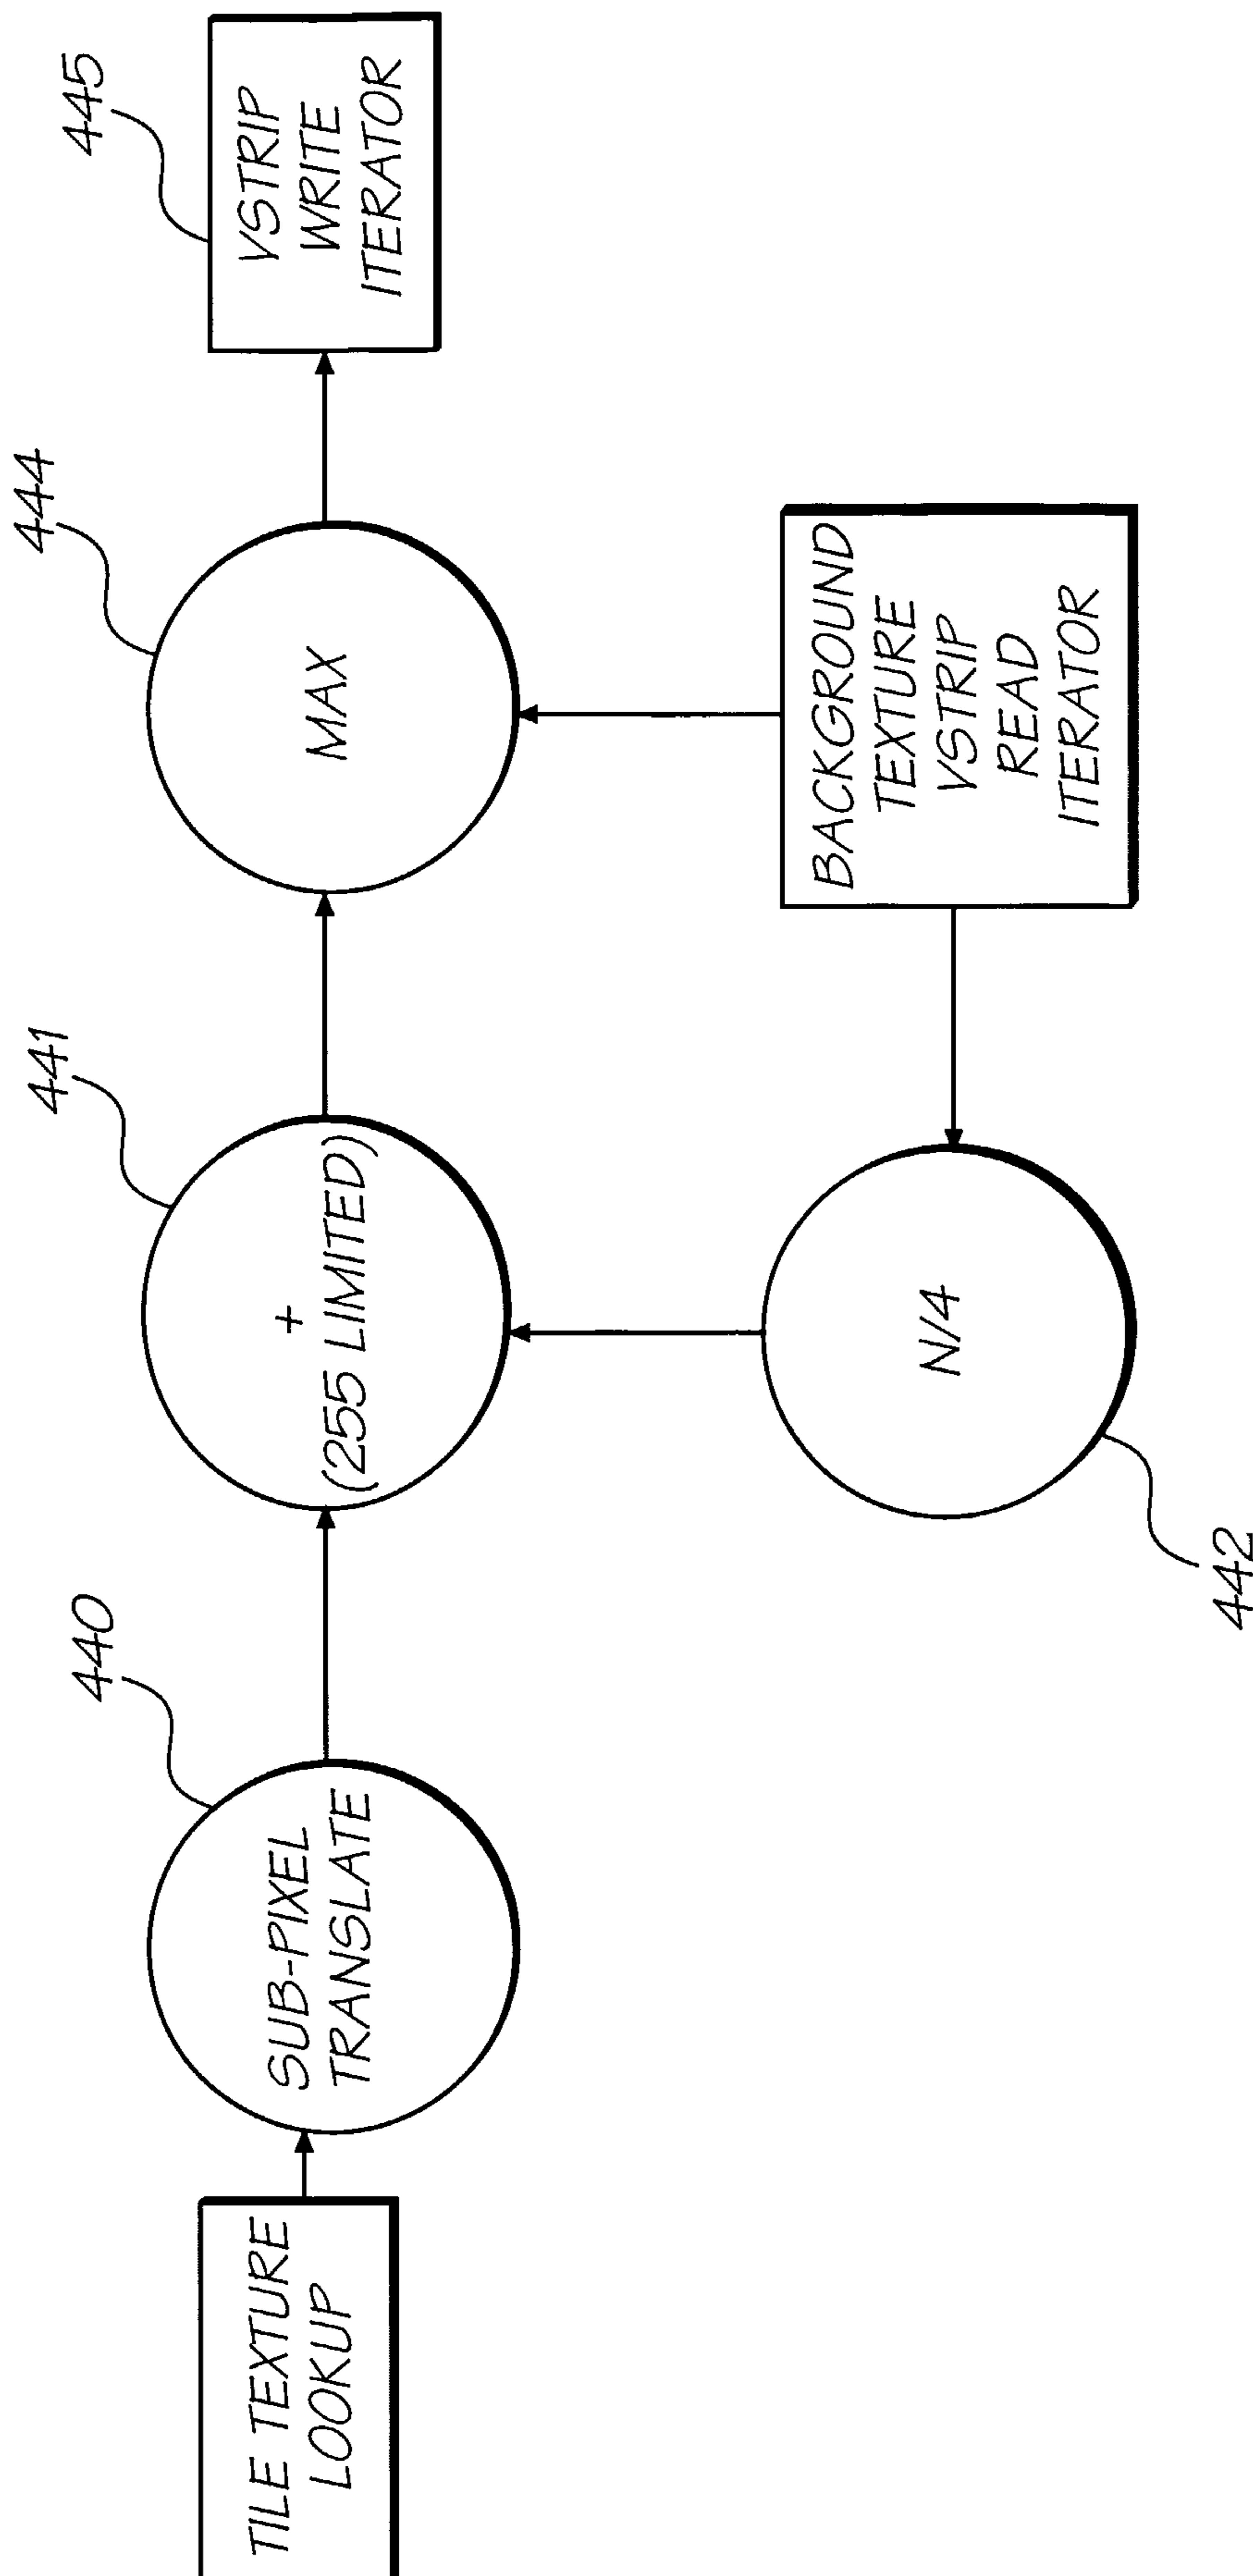 TILE TEXTURE
LOOKUP
440
SUB-PIXEL
TRANSLATE
441
+
(255 LIMITED)
444
MAX
445
VSTRIP
WRITE
ITERATOR
442
N/4
BACKGROUND
TEXTURE
VSTRIP
READ
ITERATOR